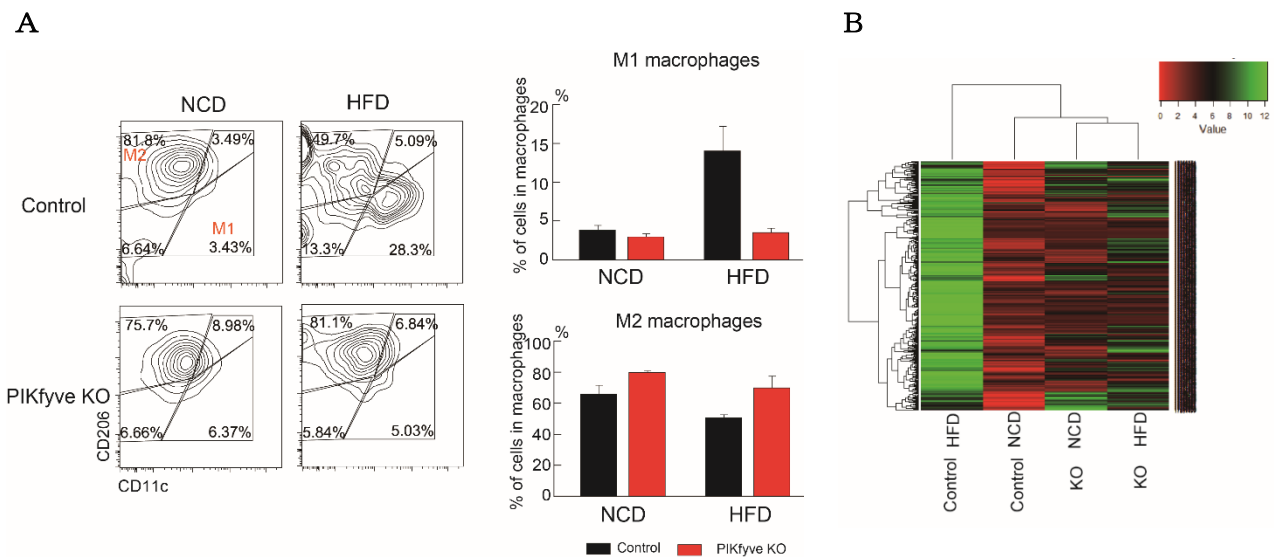 A
B
NCD
HFD
Control
81.8%
3.49%
M2
M1
6.64%
3.43%
49.7%
5.09%
13.3%
28.3%
PIKfyve KO
75.7%
8.98%
6.66%
6.37%
81.1%
6.84%
5.84%
5.03%
CD206
CD11c
M1 macrophages
%
% of cells in macrophages
20
15
10
5
0
NCD
HFD
M2 macrophages
%
% of cells in macrophages
100
80
60
40
20
0
NCD
HFD
Control
PIKfyve KO
0 2 4 6 8 10 12
Value
Control HFD
Control NCD
KO NCD
KO HFD